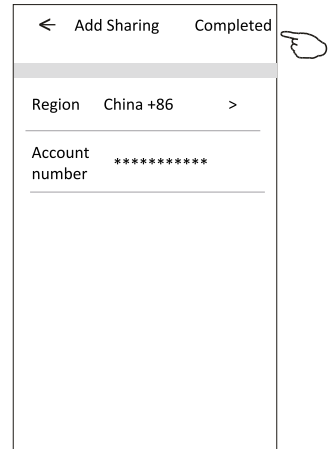 ← Add Sharing Completed
Region China +86 >
Account
number ***********